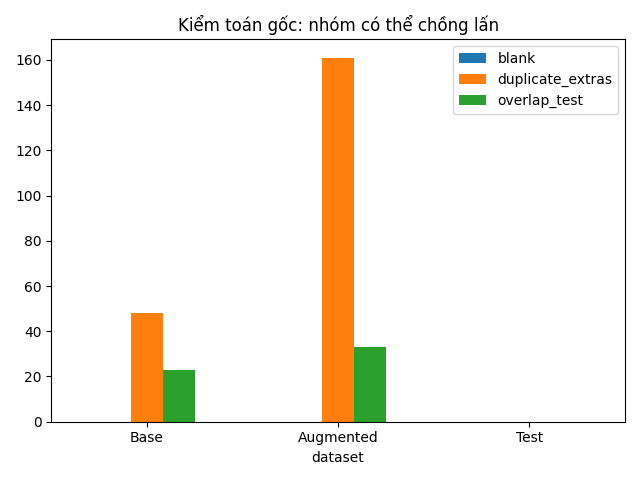 Kiểm toán gốc: nhóm có thể chồng lấn
blank
duplicate_extras
overlap_test
160
140
120
100
80
60
40
20
0
Base
Augmented
Test
dataset